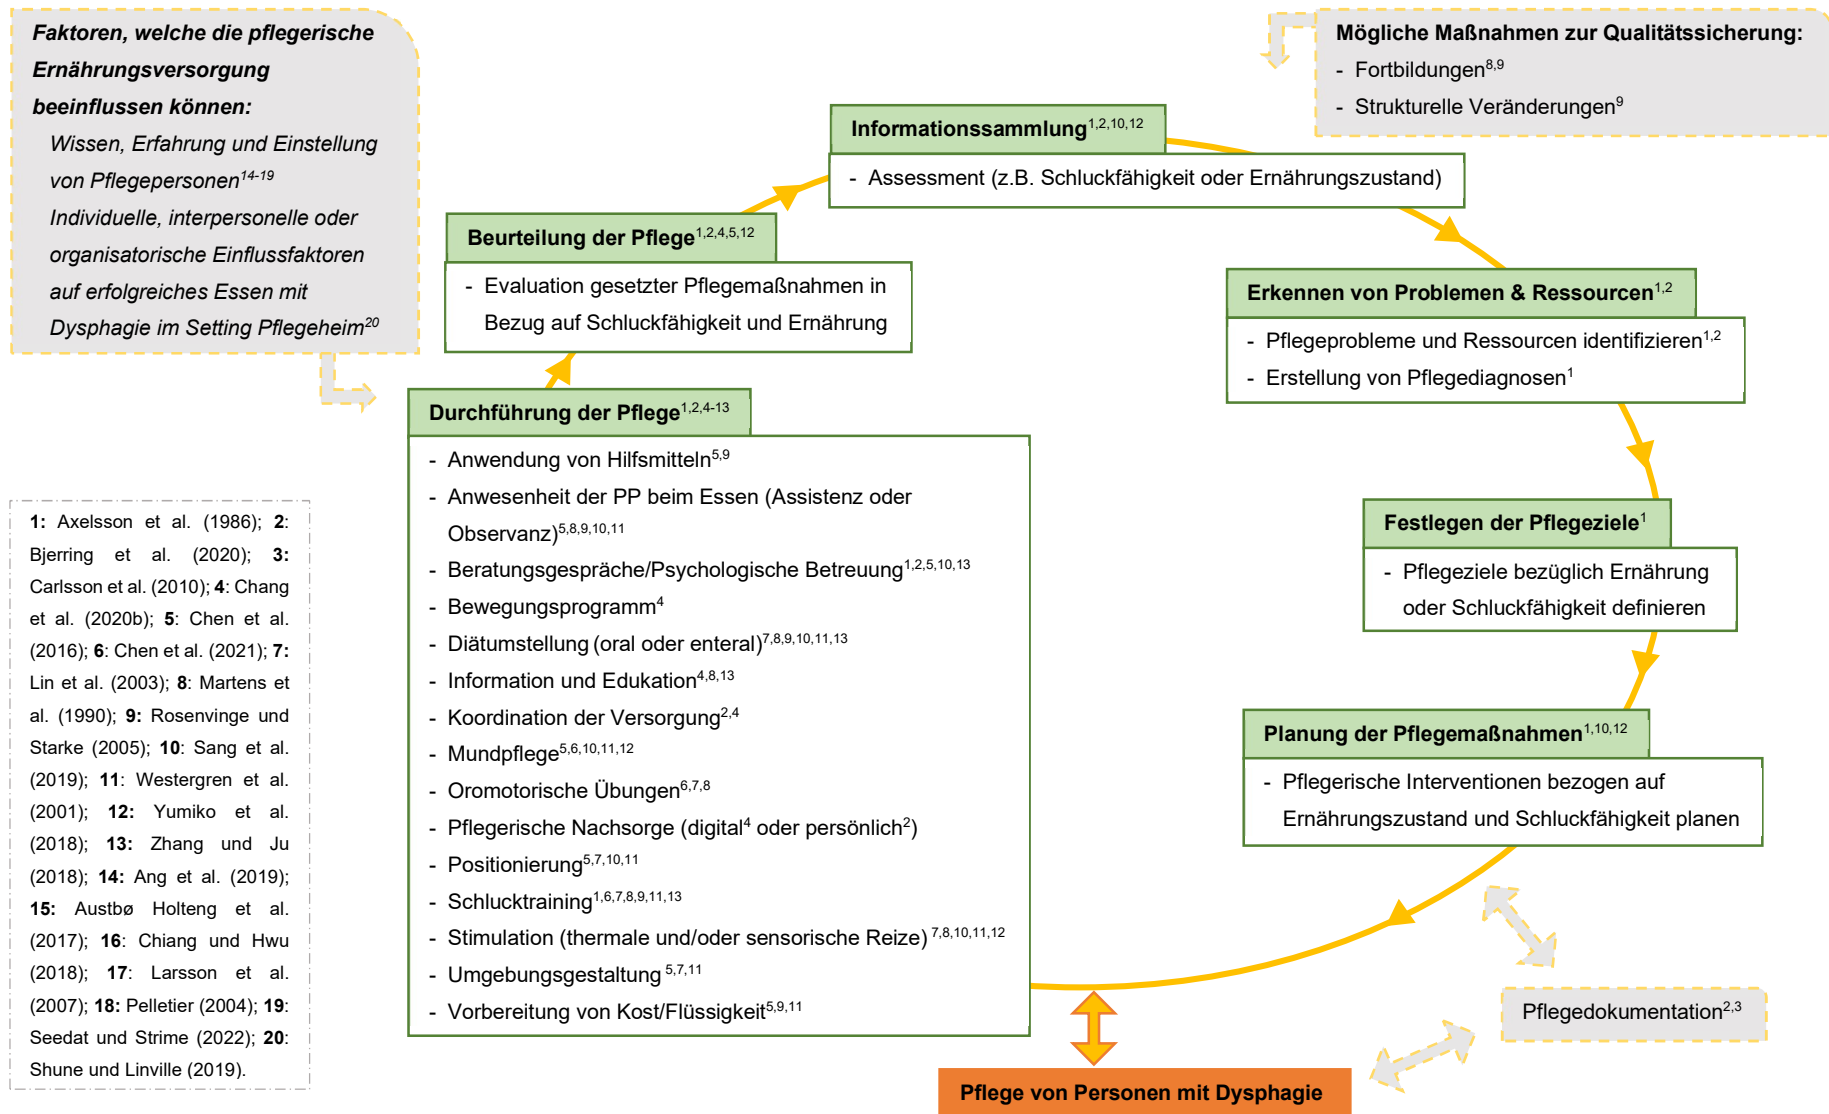 Faktoren, welche die pflegerische
Ernährungsversorgung
beeinflussen können:
Wissen, Erfahrung und Einstellung
von Pflegepersonen14-19
Individuelle, interpersonelle oder
organisatorische Einflussfaktoren
auf erfolgreiches Essen mit
Dysphagie im Setting Pflegeheim20
Mögliche Maßnahmen zur Qualitätssicherung:
- Fortbildungen8,9
- Strukturelle Veränderungen9
Informationssammlung1,2,10,12
- Assessment (z.B. Schluckfähigkeit oder Ernährungszustand)
Beurteilung der Pflege1,2,4,5,12
- Evaluation gesetzter Pflegemaßnahmen in
Bezug auf Schluckfähigkeit und Ernährung
Erkennen von Problemen & Ressourcen1,2
- Pflegeprobleme und Ressourcen identifizieren1,2
- Erstellung von Pflegediagnosen1
Durchführung der Pflege1,2,4-13
- Anwendung von Hilfsmitteln5,9
- Anwesenheit der PP beim Essen (Assistenz oder
Observanz)5,8,9,10,11
- Beratungsgespräche/Psychologische Betreuung1,2,5,10,13
- Bewegungsprogramm4
- Diätumstellung (oral oder enteral)7,8,9,10,11,13
- Information und Edukation4,8,13
- Koordination der Versorgung2,4
- Mundpflege5,6,10,11,12
- Oromotorische Übungen6,7,8
- Pflegerische Nachsorge (digital4 oder persönlich2)
- Positionierung5,7,10,11
- Schlucktraining1,6,7,8,9,11,13
- Stimulation (thermale und/oder sensorische Reize) 7,8,10,11,12
- Umgebungsgestaltung 5,7,11
- Vorbereitung von Kost/Flüssigkeit5,9,11
Festlegen der Pflegeziele1
- Pflegeziele bezüglich Ernährung
oder Schluckfähigkeit definieren
Planung der Pflegemaßnahmen1,10,12
- Pflegerische Interventionen bezogen auf
Ernährungszustand und Schluckfähigkeit planen
1: Axelsson et al. (1986); 2:
Bjerring et al. (2020); 3:
Carlsson et al. (2010); 4: Chang
et al. (2020b); 5: Chen et al.
(2016); 6: Chen et al. (2021); 7:
Lin et al. (2003); 8: Martens et
al. (1990); 9: Rosenvinge und
Starke (2005); 10: Sang et al.
(2019); 11: Westergren et al.
(2001); 12: Yumiko et al.
(2018); 13: Zhang und Ju
(2018); 14: Ang et al. (2019);
15: Austbø Holteng et al.
(2017); 16: Chiang und Hwu
(2018); 17: Larsson et al.
(2007); 18: Pelletier (2004); 19:
Seedat und Strime (2022); 20:
Shune und Linville (2019).
Pflegedokumentation2,3
Pflege von Personen mit Dysphagie